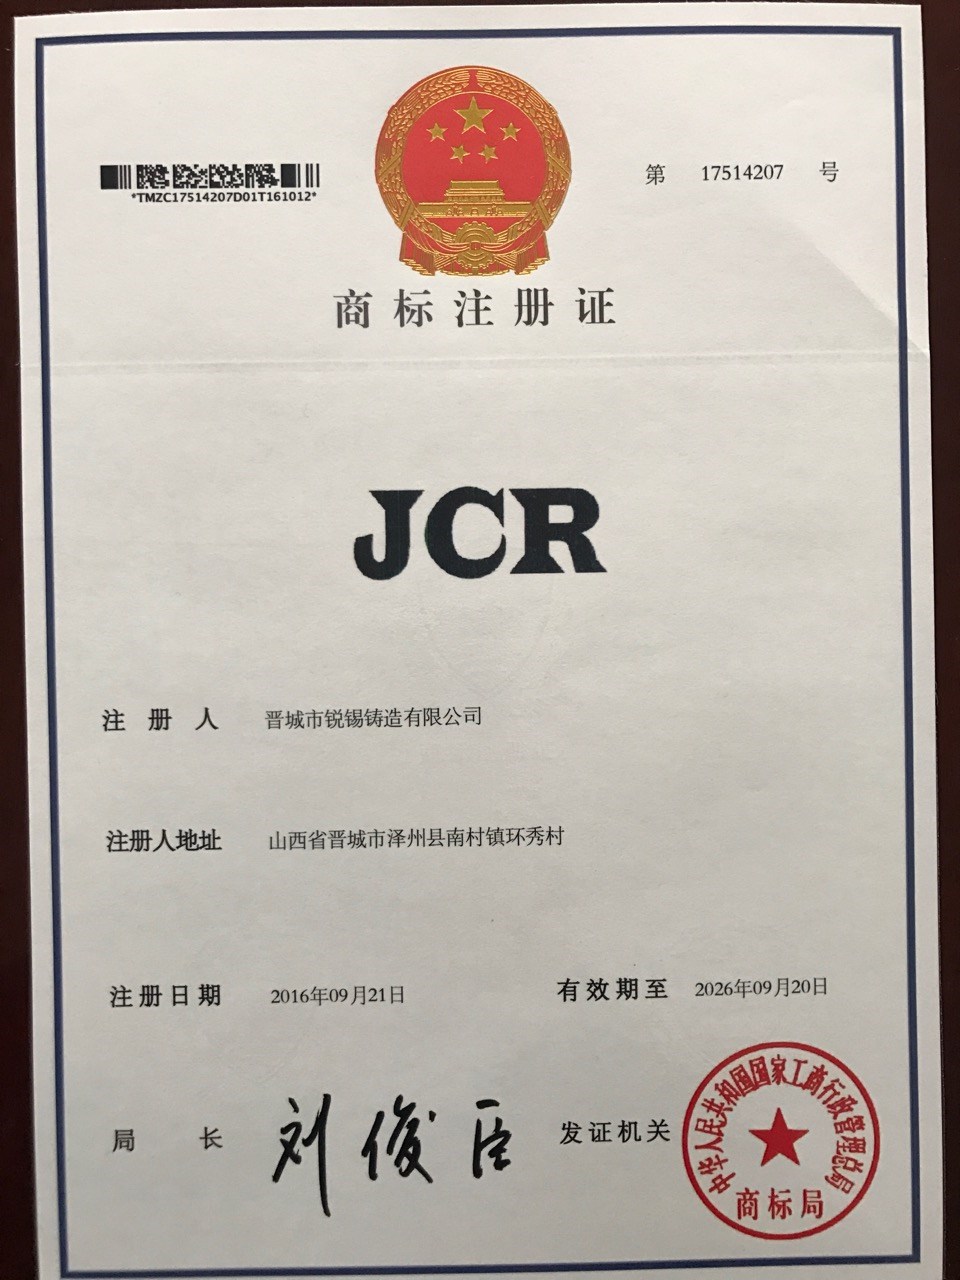 第 17514207 号
*TMZC17514207D01T161012*
商标注册证
JCR
注册人 晋城市锐锡铸造有限公司
注册人地址 山西省晋城市泽州县南村镇环秀村
注册日期 2016年09月21日 有效期至 2026年09月20日
局长 刘俊臣 发证机关
中华人民共和国国家工商行政管理总局
商标局